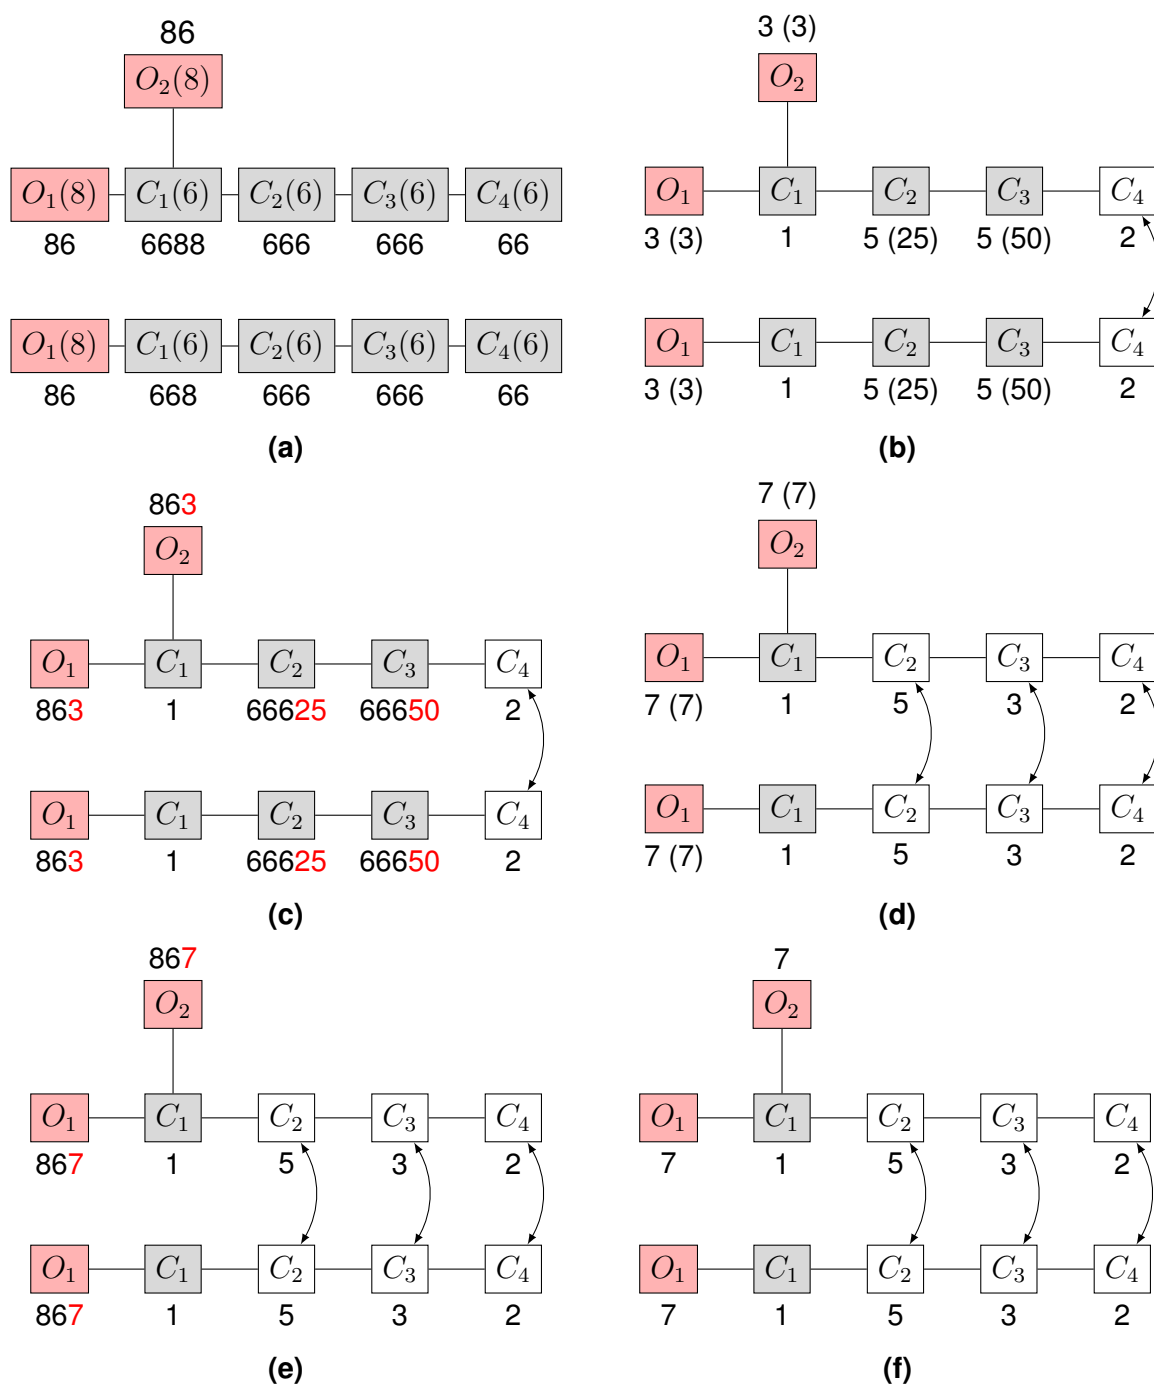 86
O₂(8)
O₁(8) C₁(6) C₂(6) C₃(6) C₄(6)
86 6688 666 666 66
O₁(8) C₁(6) C₂(6) C₃(6) C₄(6)
86 668 666 666 66
(a)
3 (3)
O₂
O₁ C₁ C₂ C₃ C₄
3 (3) 1 5 (25) 5 (50) 2
O₁ C₁ C₂ C₃ C₄
3 (3) 1 5 (25) 5 (50) 2
(b)
863
O₂
O₁ C₁ C₂ C₃ C₄
863 1 66625 66650 2
O₁ C₁ C₂ C₃ C₄
863 1 66625 66650 2
(c)
7 (7)
O₂
O₁ C₁ C₂ C₃ C₄
7 (7) 1 5 3 2
O₁ C₁ C₂ C₃ C₄
7 (7) 1 5 3 2
(d)
867
O₂
O₁ C₁ C₂ C₃ C₄
867 1 5 3 2
O₁ C₁ C₂ C₃ C₄
867 1 5 3 2
(e)
7
O₂
O₁ C₁ C₂ C₃ C₄
7 1 5 3 2
O₁ C₁ C₂ C₃ C₄
7 1 5 3 2
(f)